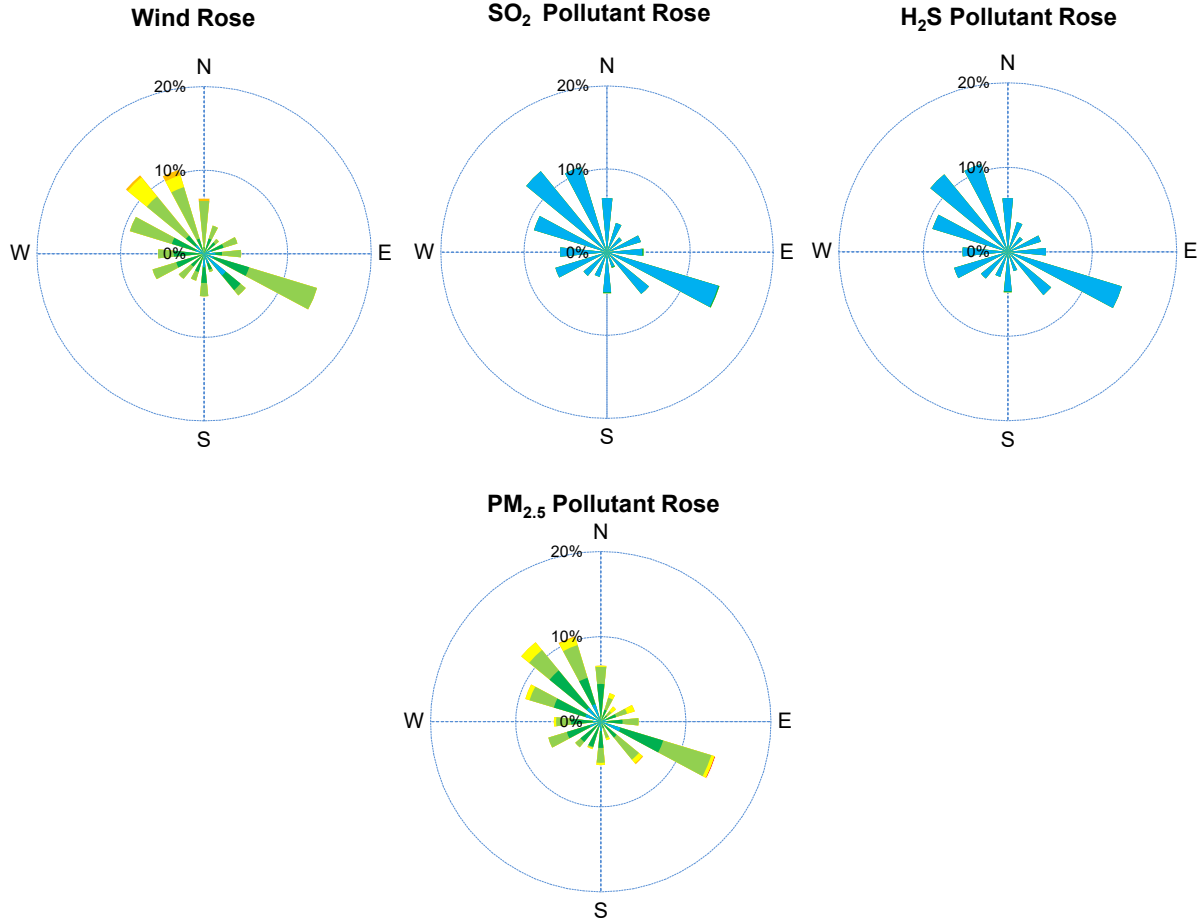 Wind Rose
N
20%
10%
0%
W
E
S
SO2 Pollutant Rose
N
20%
10%
0%
W
E
S
H2S Pollutant Rose
N
20%
10%
0%
W
E
S
PM2.5 Pollutant Rose
N
20%
10%
0%
W
E
S